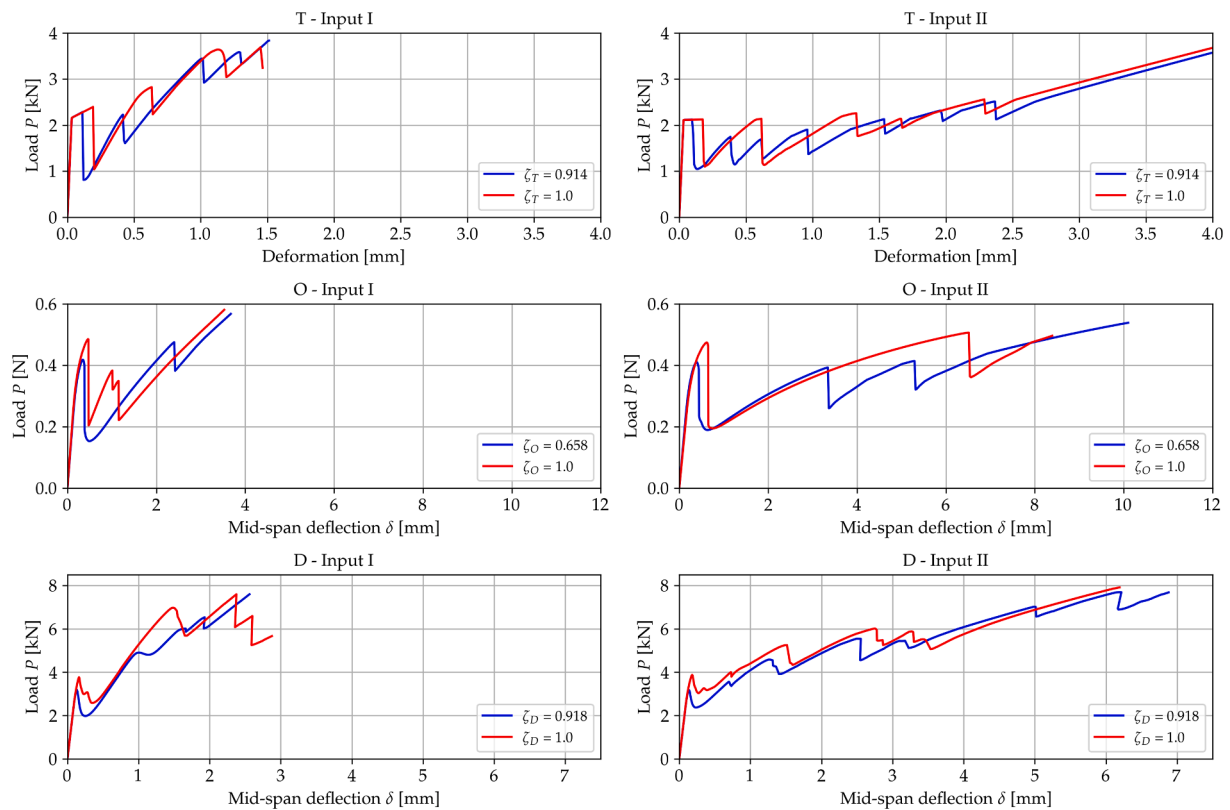 T - Input I
4
3
2
1
0
Load P [kN]
0.0 0.5 1.0 1.5 2.0 2.5 3.0 3.5 4.0
Deformation [mm]
ζT = 0.914
ζT = 1.0
T - Input II
4
3
2
1
0
Load P [kN]
0.0 0.5 1.0 1.5 2.0 2.5 3.0 3.5 4.0
Deformation [mm]
ζT = 0.914
ζT = 1.0
O - Input I
0.6
0.4
0.2
0.0
Load P [N]
0 2 4 6 8 10 12
Mid-span deflection δ [mm]
ζO = 0.658
ζO = 1.0
O - Input II
0.6
0.4
0.2
0.0
Load P [N]
0 2 4 6 8 10 12
Mid-span deflection δ [mm]
ζO = 0.658
ζO = 1.0
D - Input I
8
6
4
2
0
Load P [kN]
0 1 2 3 4 5 6 7
Mid-span deflection δ [mm]
ζD = 0.918
ζD = 1.0
D - Input II
8
6
4
2
0
Load P [kN]
0 1 2 3 4 5 6 7
Mid-span deflection δ [mm]
ζD = 0.918
ζD = 1.0